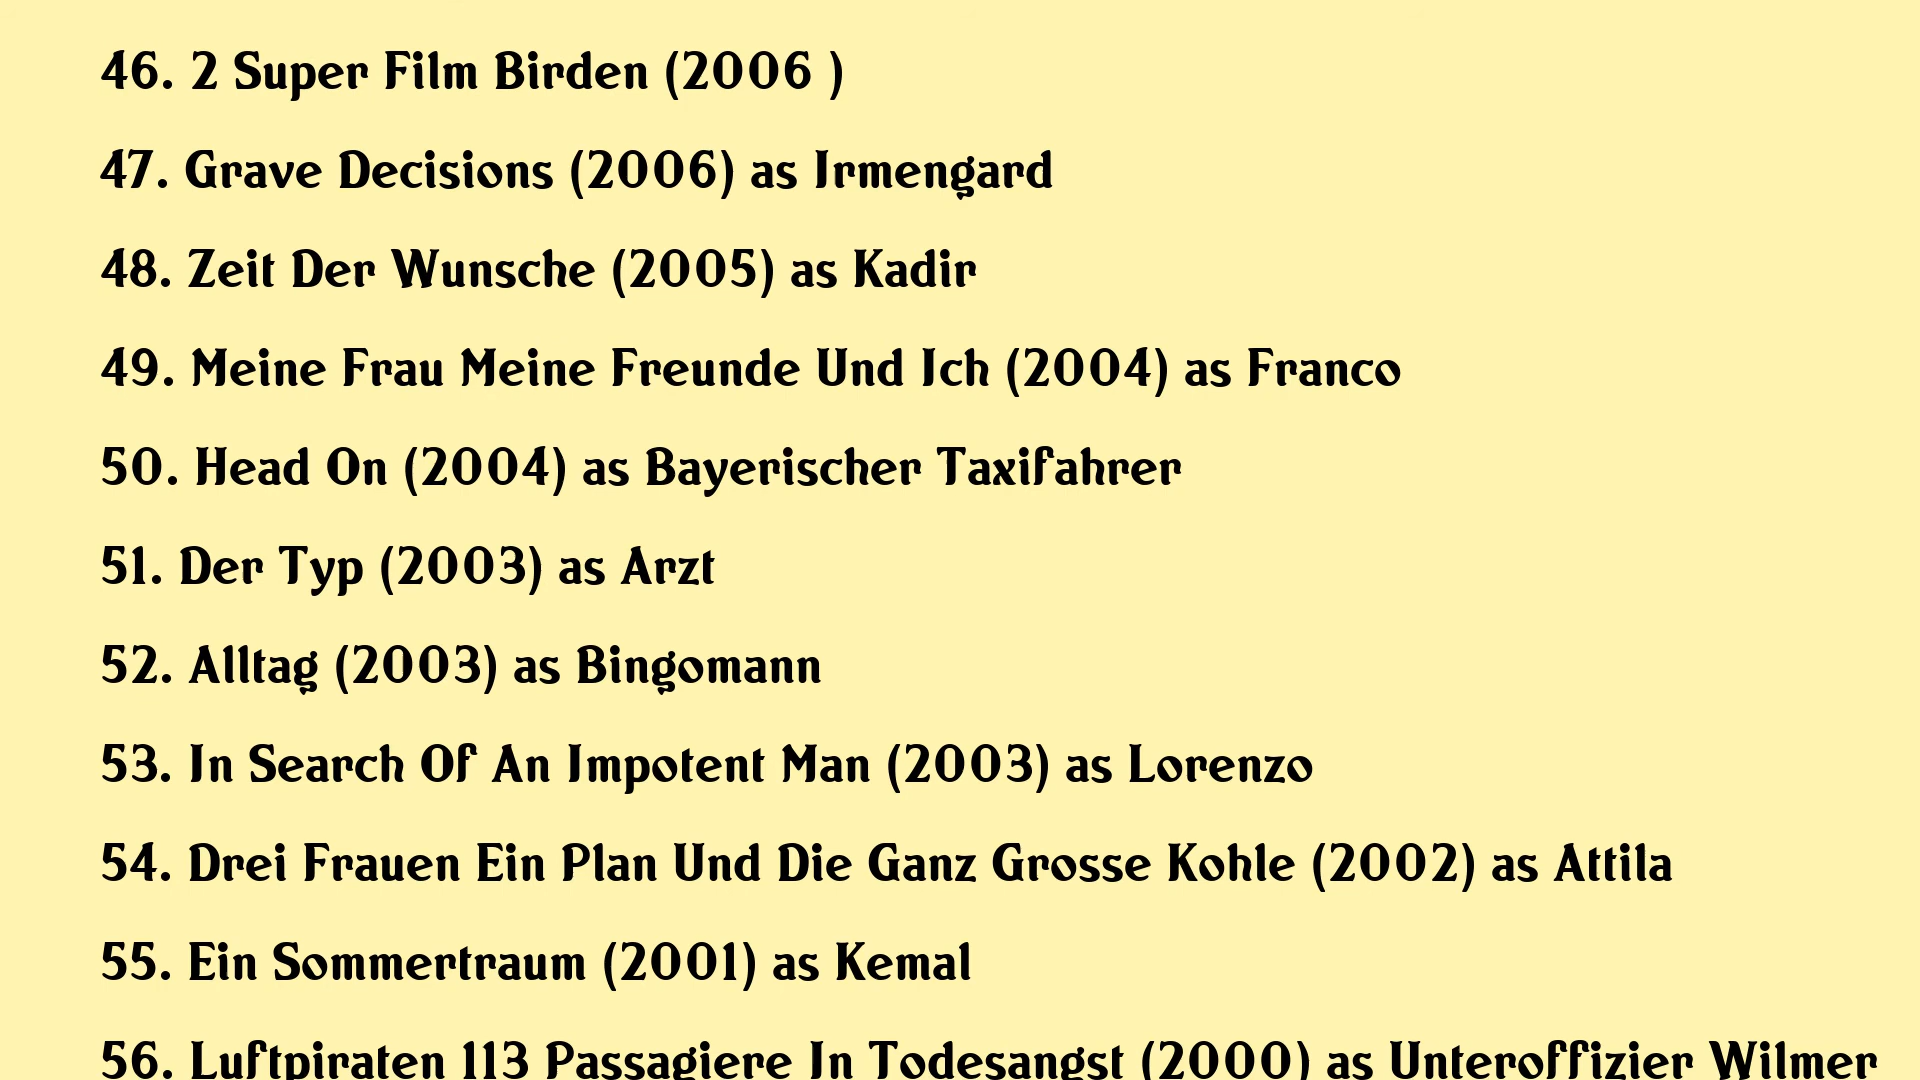 46. 2 Super Film Birden (2006 )
47. Grave Decisions (2006) as Irmengard
48. Zeit Der Wunsche (2005) as Kadir
49. Meine Frau Meine Freunde Und Ich (2004) as Franco
50. Head On (2004) as Bayerischer Taxifahrer
51. Der Typ (2003) as Arzt
52. Alltag (2003) as Bingomann
53. In Search Of An Impotent Man (2003) as Lorenzo
54. Drei Frauen Ein Plan Und Die Ganz Grosse Kohle (2002) as Attila
55. Ein Sommertraum (2001) as Kemal
56. Luftpiraten 113 Passagiere In Todesangst (2000) as Unteroffizier Wilmer